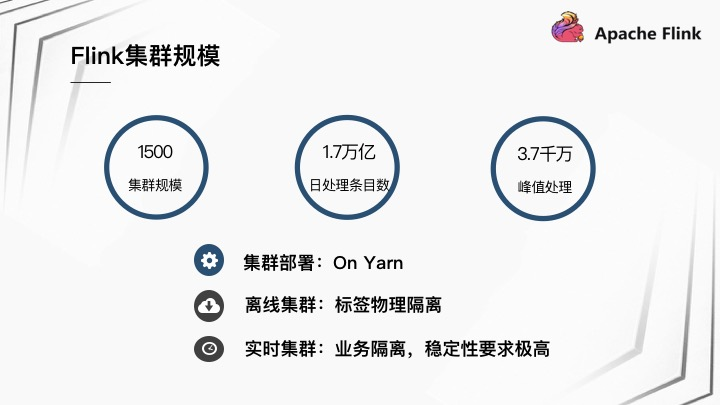 Apache Flink
Flink集群规模
1500
集群规模
1.7万亿
日处理条目数
3.7千万
峰值处理
集群部署：On Yarn
离线集群：标签物理隔离
实时集群：业务隔离，稳定性要求极高